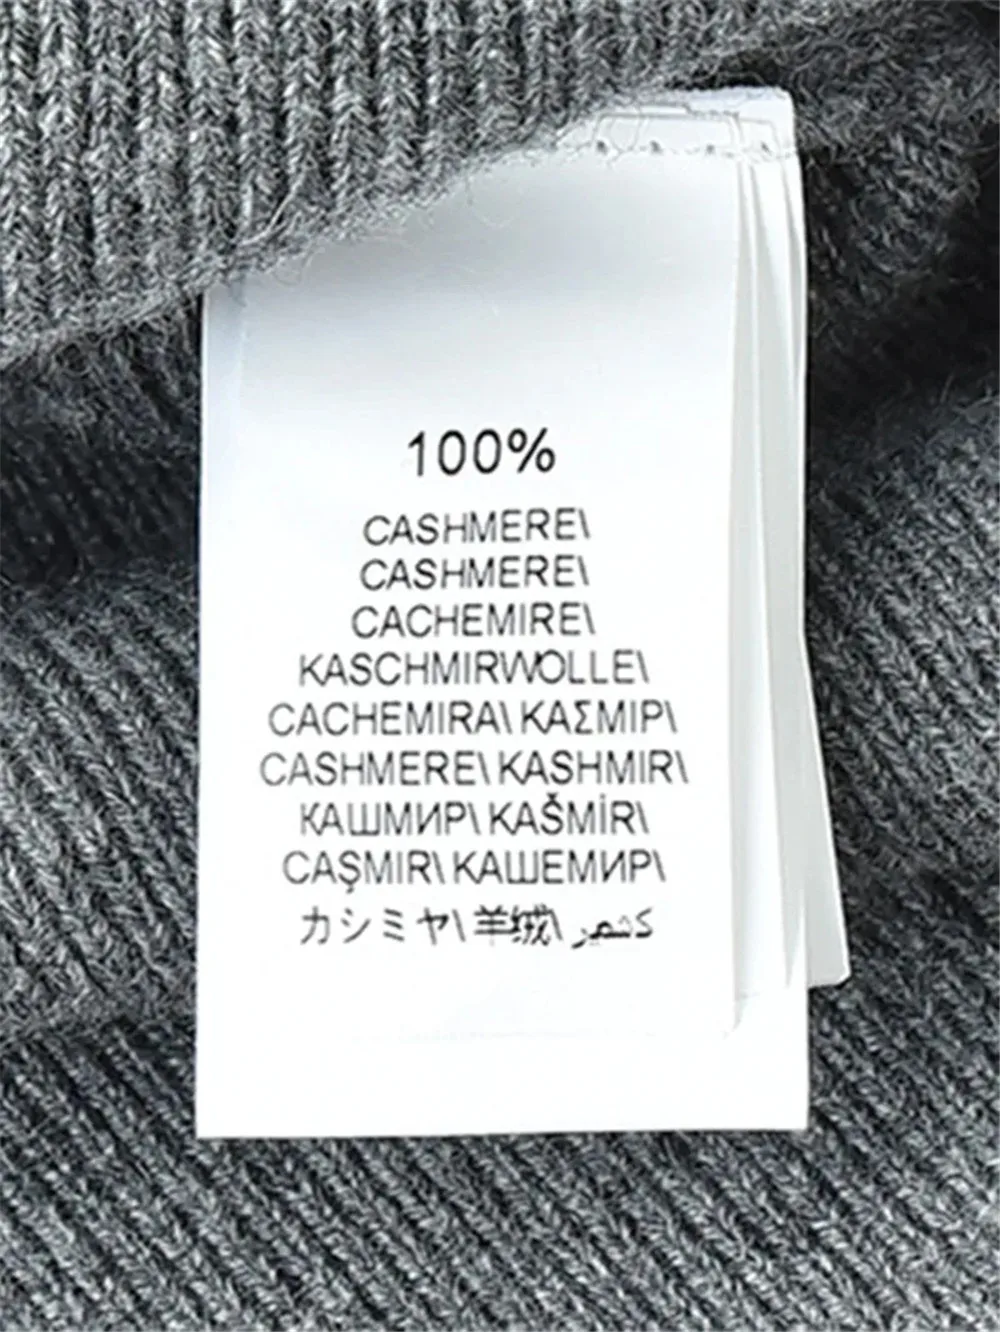 100%
CASHMERE\
CASHMERE\
CACHEMIRE\
KASCHMIRWOLLE\
CACHEMIRA\ ΚΑΣΜΙΡ\
CASHMERE\ KASHMIR\
КАШМИР\ KAŠMİR\
CAŞMIR\ КАШЕМИР\
カシミヤ\ 羊绒\ كشمير